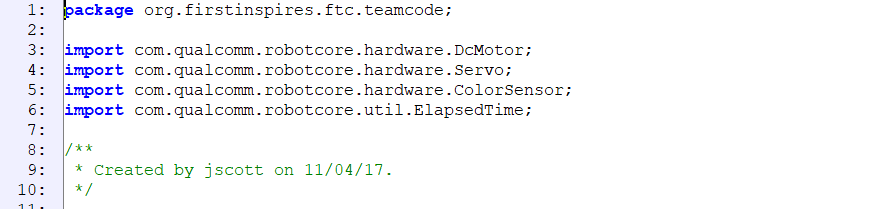 1: package org.firstinspires.ftc.teamcode;
2:
3: import com.qualcomm.robotcore.hardware.DcMotor;
4: import com.qualcomm.robotcore.hardware.Servo;
5: import com.qualcomm.robotcore.hardware.ColorSensor;
6: import com.qualcomm.robotcore.util.ElapsedTime;
7:
8: /**
9: * Created by jscott on 11/04/17.
10: */
11: